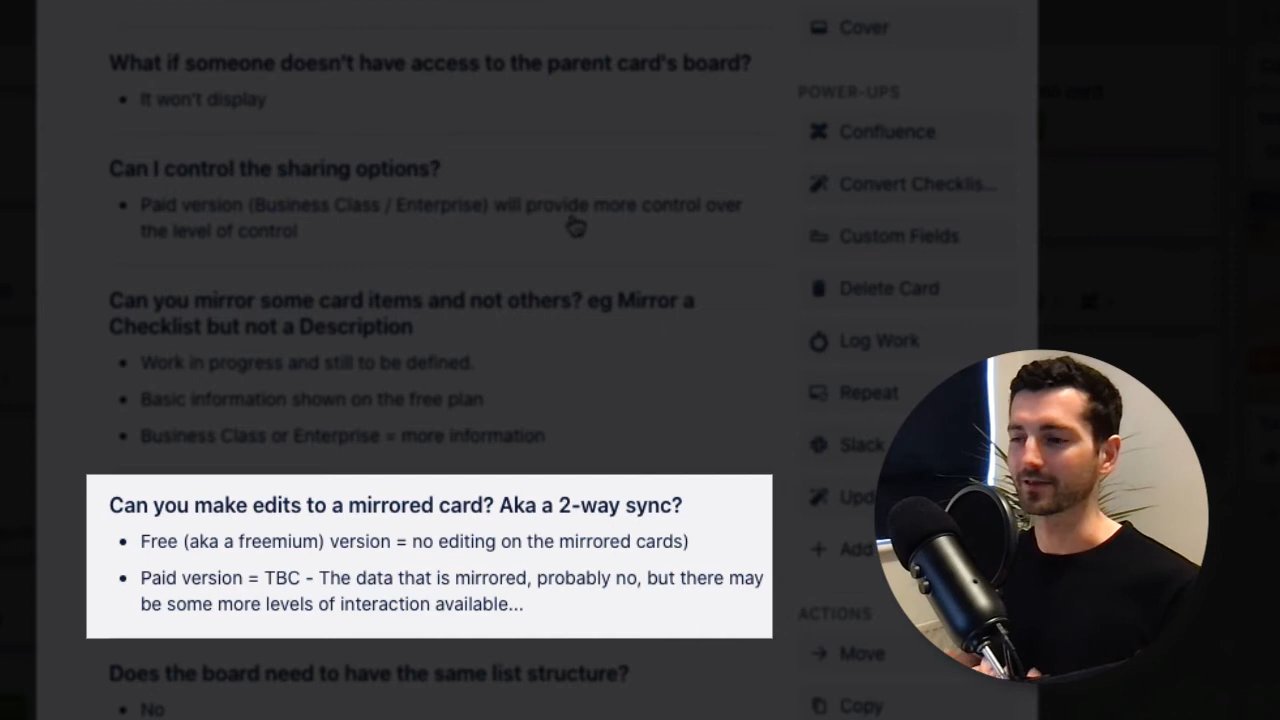 What if someone doesn't have access to the parent card's board?
It won't display
Can I control the sharing options?
Paid version (Business Class / Enterprise) will provide more control over
the level of control
Can you mirror some card items and not others? eg Mirror a
Checklist but not a Description
Work in progress and still to be defined.
Basic information shown on the free plan
Business Class or Enterprise = more information
Can you make edits to a mirrored card? Aka a 2-way sync?
Free (aka a freemium) version = no editing on the mirrored cards)
Paid version = TBC - The data that is mirrored, probably no, but there may
be some more levels of interaction available...
Does the board need to have the same list structure?
No
Cover
POWER-UPS
Confluence
Convert Checklis...
Custom Fields
Delete Card
Log Work
Repeat
Slack
Upd
Add
ACTIONS
Move
Copy